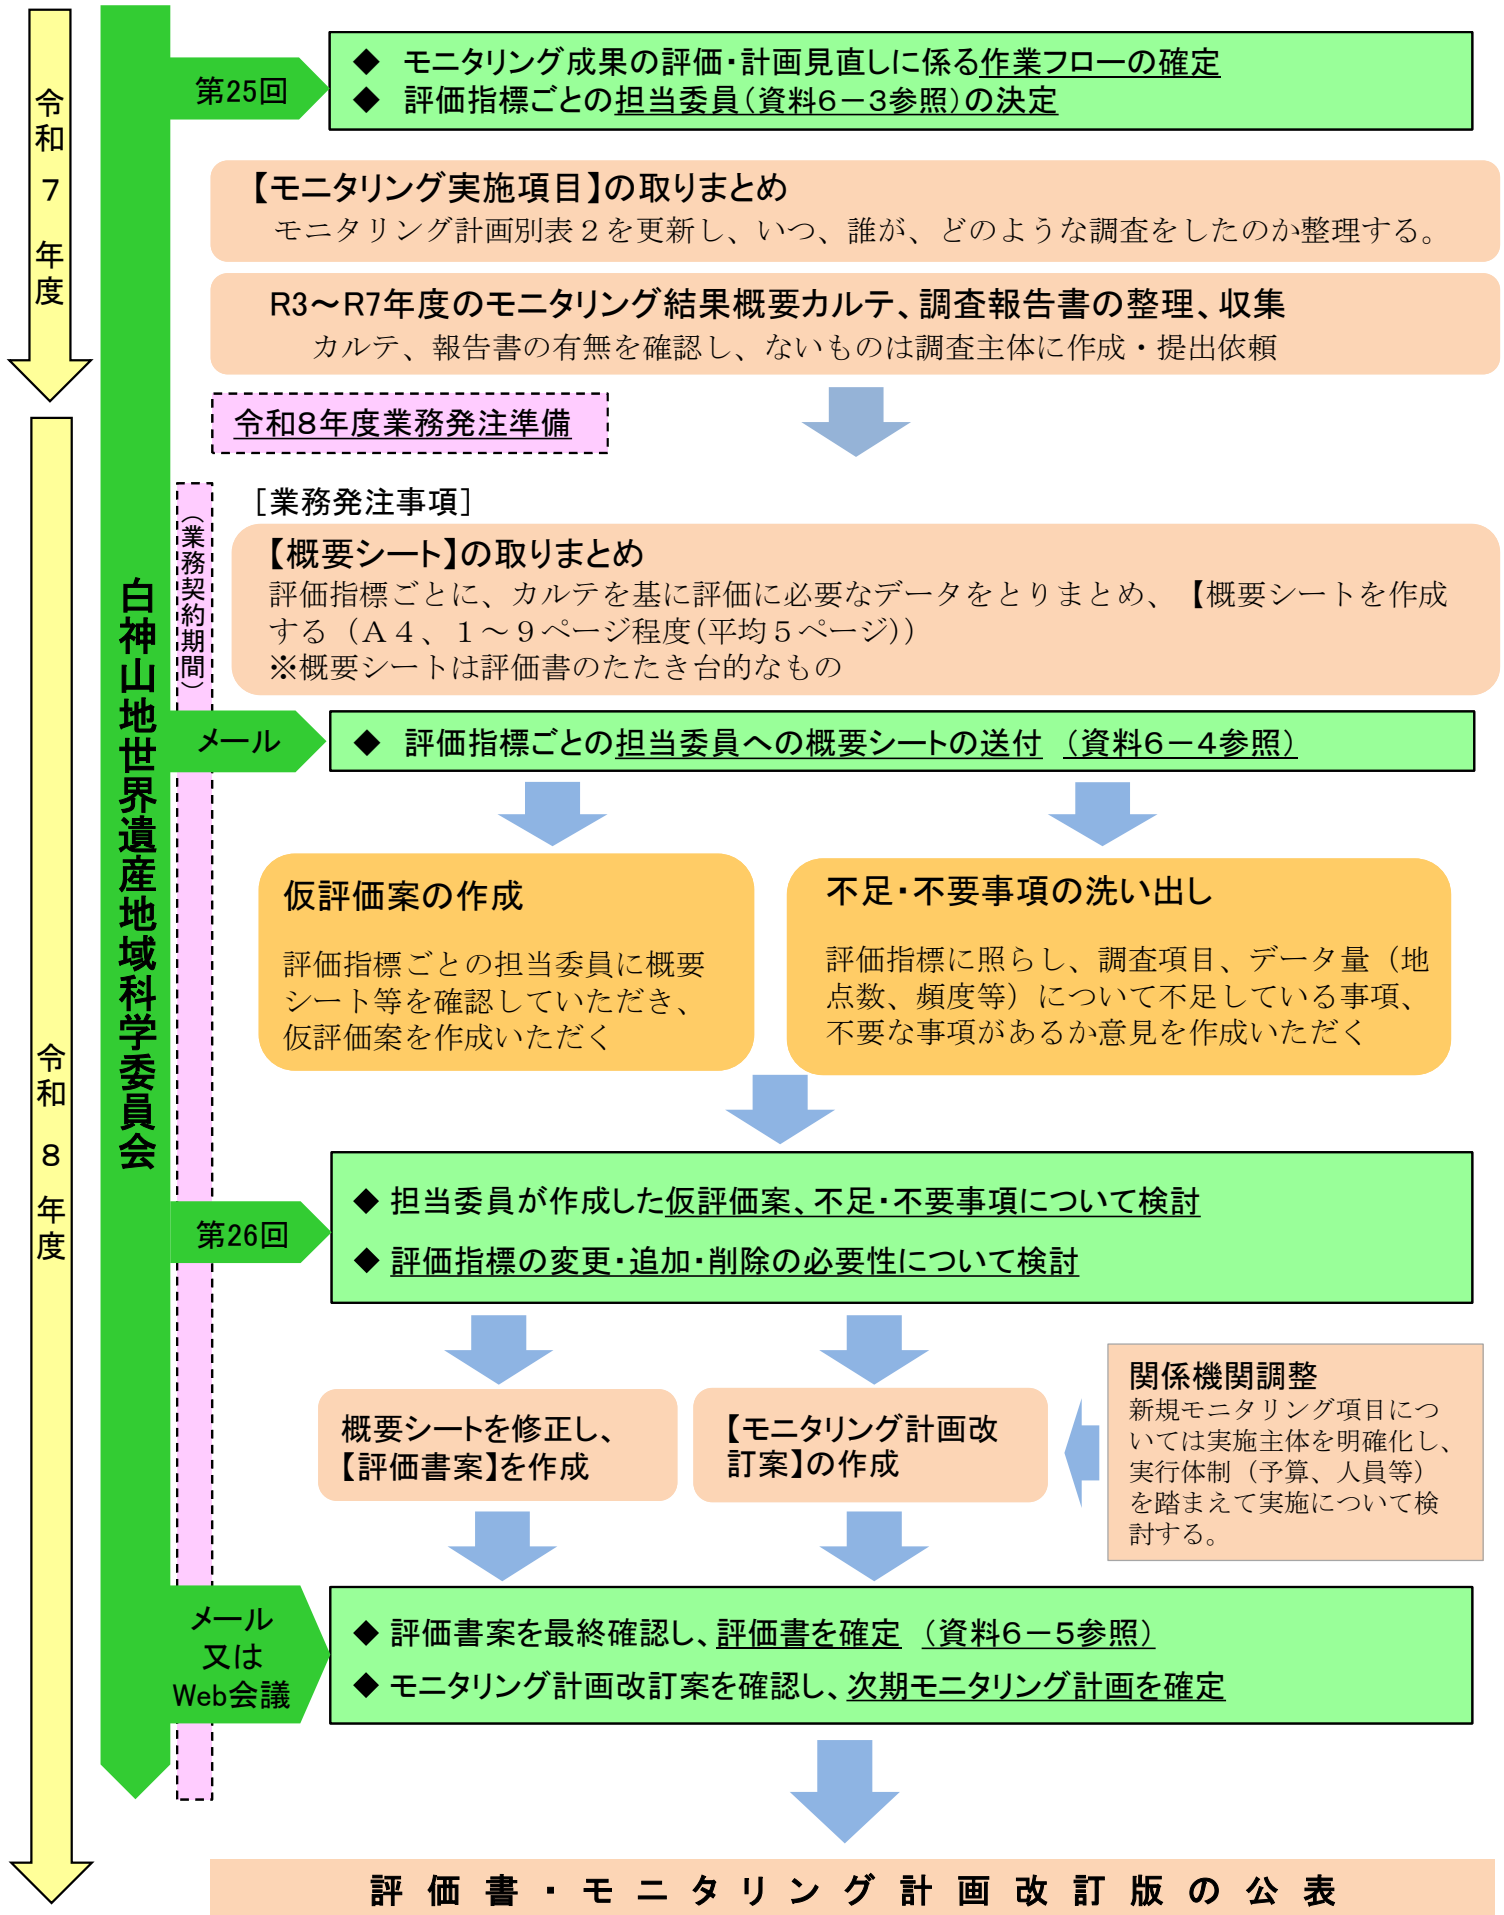 令和7年度
第25回
◆ モニタリング成果の評価・計画見直しに係る作業フローの確定
◆ 評価指標ごとの担当委員(資料6－3参照)の決定
【モニタリング実施項目】の取りまとめ
モニタリング計画別表２を更新し、いつ、誰が、どのような調査をしたのか整理する。
R3～R7年度のモニタリング結果概要カルテ、調査報告書の整理、収集
カルテ、報告書の有無を確認し、ないものは調査主体に作成・提出依頼
令和8年度業務発注準備
令和8年度
白神山地世界遺産地域科学委員会
（業務契約期間）
［業務発注事項］
【概要シート】の取りまとめ
評価指標ごとに、カルテを基に評価に必要なデータをとりまとめ、【概要シートを作成
する（Ａ４、１～９ページ程度(平均５ページ)）
※概要シートは評価書のたたき台的なもの
メール
◆ 評価指標ごとの担当委員への概要シートの送付 （資料6－4参照）
仮評価案の作成
評価指標ごとの担当委員に概要
シート等を確認していただき、
仮評価案を作成いただく
不足・不要事項の洗い出し
評価指標に照らし、調査項目、データ量（地
点数、頻度等）について不足している事項、
不要な事項があるか意見を作成いただく
第26回
◆ 担当委員が作成した仮評価案、不足・不要事項について検討
◆ 評価指標の変更・追加・削除の必要性について検討
概要シートを修正し、
【評価書案】を作成
【モニタリング計画改
訂案】の作成
関係機関調整
新規モニタリング項目につ
いては実施主体を明確化し、
実行体制（予算、人員等）
を踏まえて実施について検
討する。
メール
又は
Web会議
◆ 評価書案を最終確認し、評価書を確定 （資料6－5参照）
◆ モニタリング計画改訂案を確認し、次期モニタリング計画を確定
評価書・モニタリング計画改訂版の公表